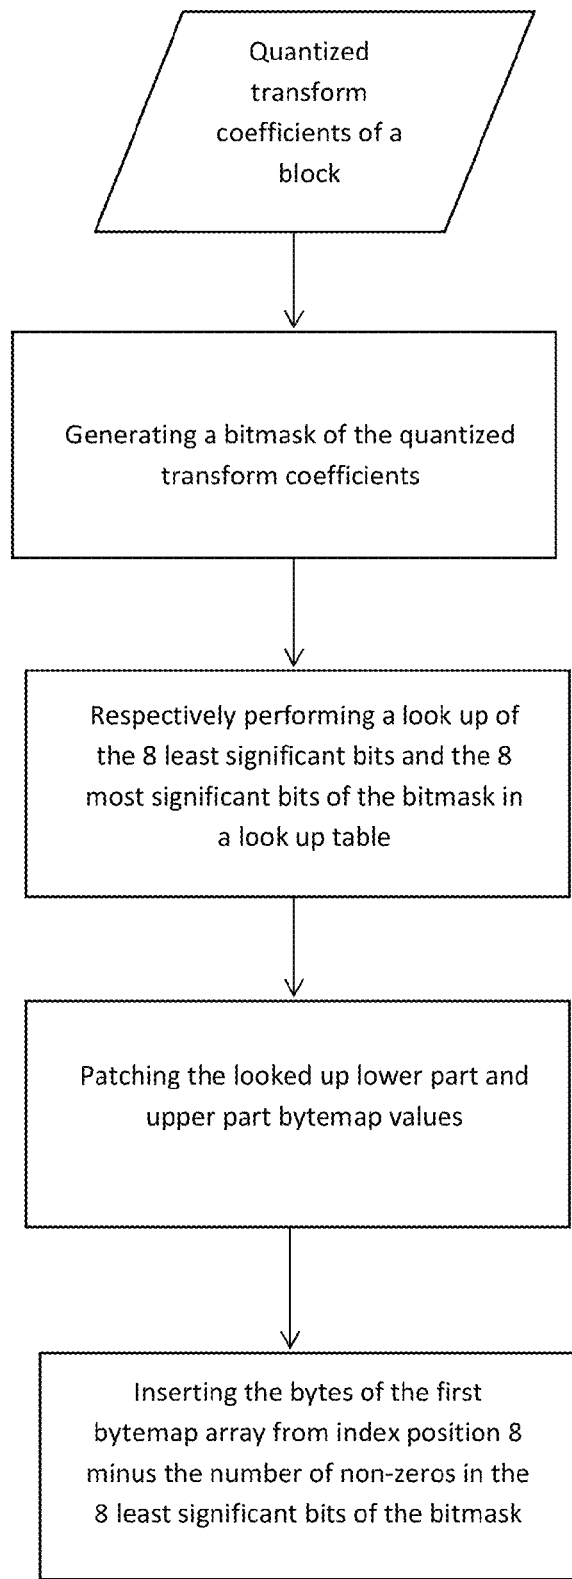 Quantized
transform
coefficients of a
block
Generating a bitmask of the quantized
transform coefficients
Respectively performing a look up of
the 8 least significant bits and the 8
most significant bits of the bitmask in
a look up table
Patching the looked up lower part and
upper part bytemap values
Inserting the bytes of the first
bytemap array from index position 8
minus the number of non-zeros in the
8 least significant bits of the bitmask